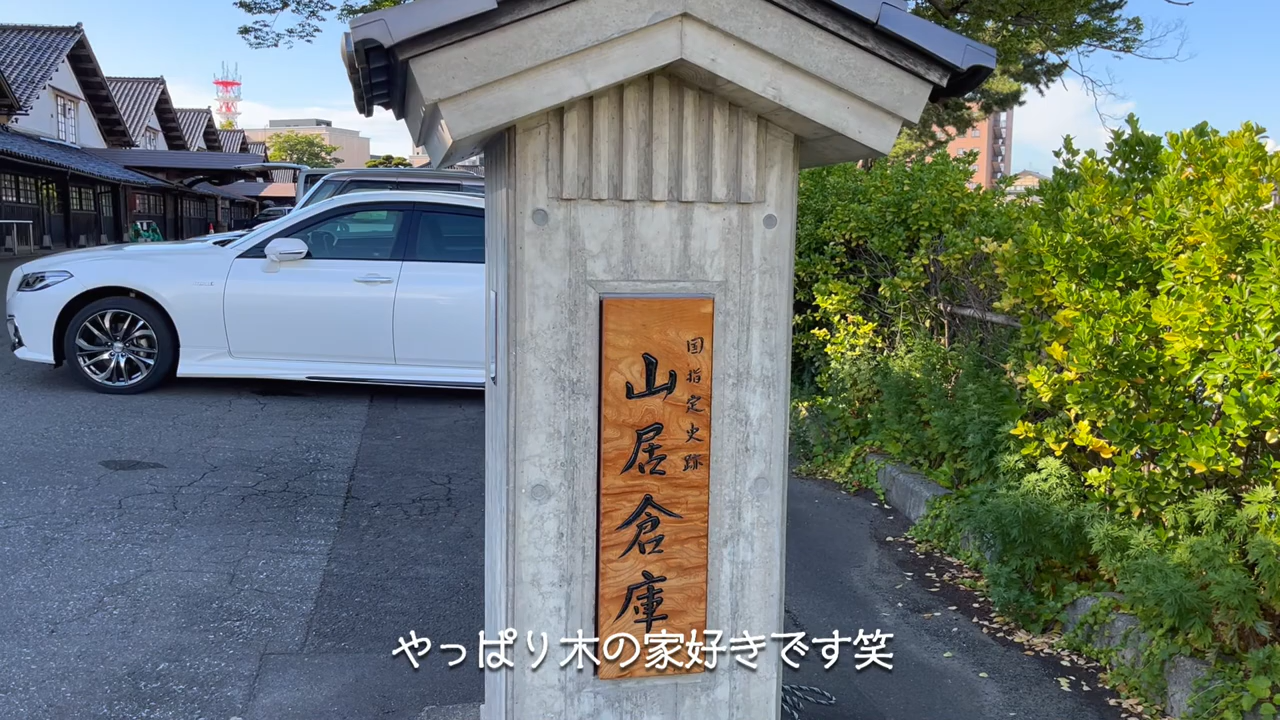 国指定史跡
山居倉庫
やっぱり木の家好きです笑